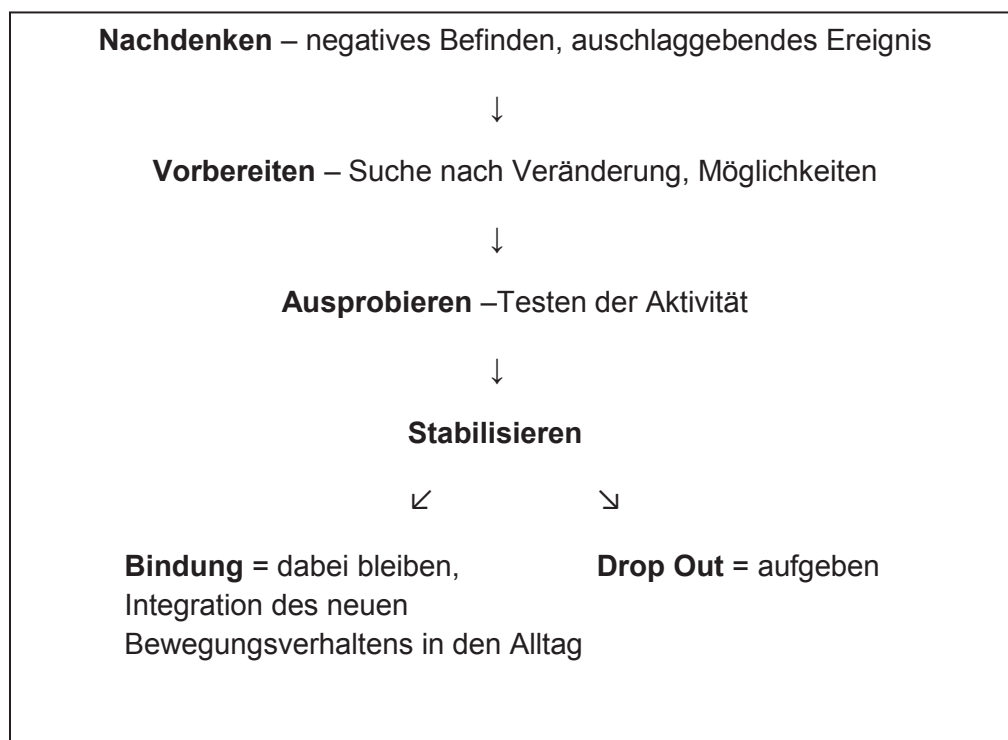 Nachdenken – negatives Befinden, auschlaggebendes Ereignis
↓
Vorbereiten – Suche nach Veränderung, Möglichkeiten
↓
Ausprobieren –Testen der Aktivität
↓
Stabilisieren
↙ ↘
Bindung = dabei bleiben, Drop Out = aufgeben
Integration des neuen
Bewegungsverhaltens in den Alltag